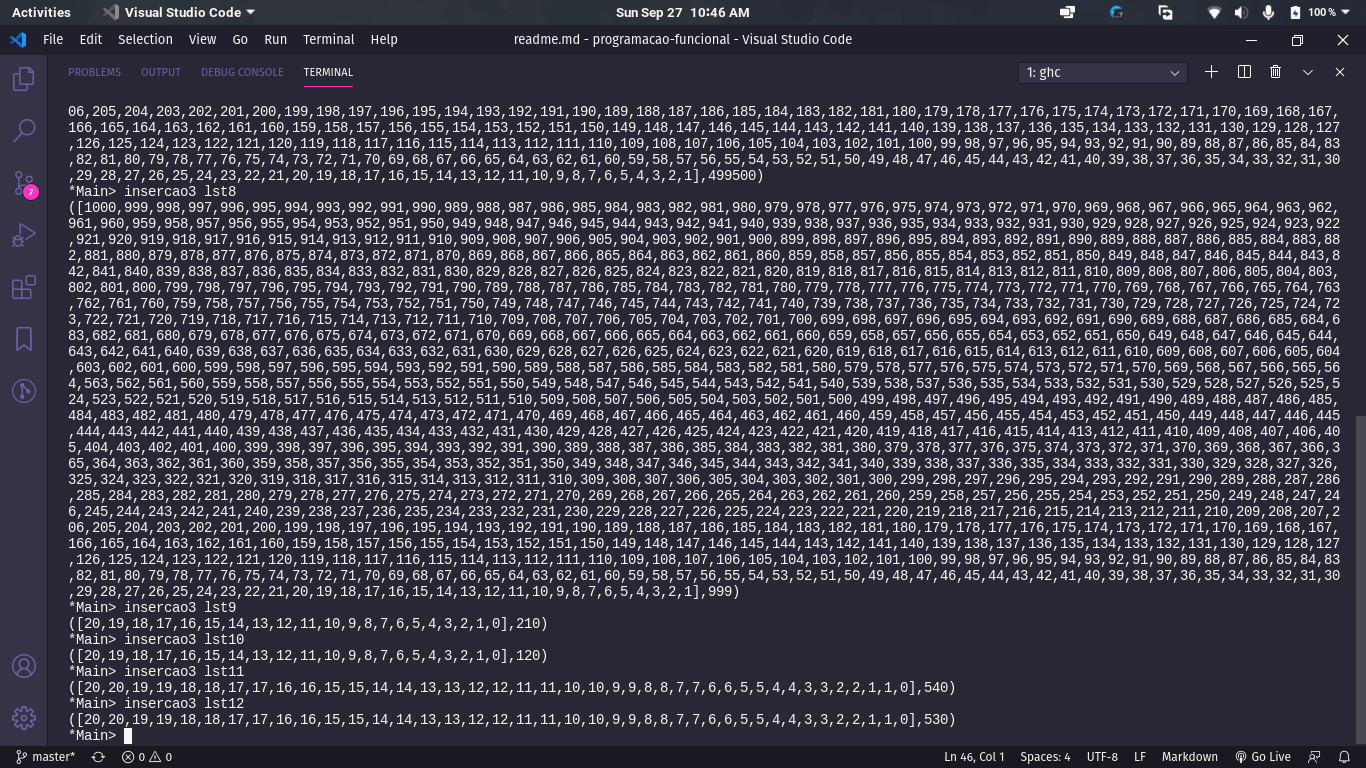 Activities
Visual Studio Code
Sun Sep 27 10:46 AM
100 %
File Edit Selection View Go Run Terminal Help
readme.md - programacao-funcional - Visual Studio Code
PROBLEMS OUTPUT DEBUG CONSOLE TERMINAL
1: ghc
06,205,204,203,202,201,200,199,198,197,196,195,194,193,192,191,190,189,188,187,186,185,184,183,182,181,180,179,178,177,176,175,174,173,172,171,170,169,168,167,
166,165,164,163,162,161,160,159,158,157,156,155,154,153,152,151,150,149,148,147,146,145,144,143,142,141,140,139,138,137,136,135,134,133,132,131,130,129,128,127
,126,125,124,123,122,121,120,119,118,117,116,115,114,113,112,111,110,109,108,107,106,105,104,103,102,101,100,99,98,97,96,95,94,93,92,91,90,89,88,87,86,85,84,83
,82,81,80,79,78,77,76,75,74,73,72,71,70,69,68,67,66,65,64,63,62,61,60,59,58,57,56,55,54,53,52,51,50,49,48,47,46,45,44,43,42,41,40,39,38,37,36,35,34,33,32,31,30
,29,28,27,26,25,24,23,22,21,20,19,18,17,16,15,14,13,12,11,10,9,8,7,6,5,4,3,2,1],499500)
*Main> insercao3 lst8
([1000,999,998,997,996,995,994,993,992,991,990,989,988,987,986,985,984,983,982,981,980,979,978,977,976,975,974,973,972,971,970,969,968,967,966,965,964,963,962,
961,960,959,958,957,956,955,954,953,952,951,950,949,948,947,946,945,944,943,942,941,940,939,938,937,936,935,934,933,932,931,930,929,928,927,926,925,924,923,922
,921,920,919,918,917,916,915,914,913,912,911,910,909,908,907,906,905,904,903,902,901,900,899,898,897,896,895,894,893,892,891,890,889,888,887,886,885,884,883,88
2,881,880,879,878,877,876,875,874,873,872,871,870,869,868,867,866,865,864,863,862,861,860,859,858,857,856,855,854,853,852,851,850,849,848,847,846,845,844,843,8
42,841,840,839,838,837,836,835,834,833,832,831,830,829,828,827,826,825,824,823,822,821,820,819,818,817,816,815,814,813,812,811,810,809,808,807,806,805,804,803,
802,801,800,799,798,797,796,795,794,793,792,791,790,789,788,787,786,785,784,783,782,781,780,779,778,777,776,775,774,773,772,771,770,769,768,767,766,765,764,763
,762,761,760,759,758,757,756,755,754,753,752,751,750,749,748,747,746,745,744,743,742,741,740,739,738,737,736,735,734,733,732,731,730,729,728,727,726,725,724,72
3,722,721,720,719,718,717,716,715,714,713,712,711,710,709,708,707,706,705,704,703,702,701,700,699,698,697,696,695,694,693,692,691,690,689,688,687,686,685,684,6
83,682,681,680,679,678,677,676,675,674,673,672,671,670,669,668,667,666,665,664,663,662,661,660,659,658,657,656,655,654,653,652,651,650,649,648,647,646,645,644,
643,642,641,640,639,638,637,636,635,634,633,632,631,630,629,628,627,626,625,624,623,622,621,620,619,618,617,616,615,614,613,612,611,610,609,608,607,606,605,604
,603,602,601,600,599,598,597,596,595,594,593,592,591,590,589,588,587,586,585,584,583,582,581,580,579,578,577,576,575,574,573,572,571,570,569,568,567,566,565,56
4,563,562,561,560,559,558,557,556,555,554,553,552,551,550,549,548,547,546,545,544,543,542,541,540,539,538,537,536,535,534,533,532,531,530,529,528,527,526,525,5
24,523,522,521,520,519,518,517,516,515,514,513,512,511,510,509,508,507,506,505,504,503,502,501,500,499,498,497,496,495,494,493,492,491,490,489,488,487,486,485,
484,483,482,481,480,479,478,477,476,475,474,473,472,471,470,469,468,467,466,465,464,463,462,461,460,459,458,457,456,455,454,453,452,451,450,449,448,447,446,445
,444,443,442,441,440,439,438,437,436,435,434,433,432,431,430,429,428,427,426,425,424,423,422,421,420,419,418,417,416,415,414,413,412,411,410,409,408,407,406,40
5,404,403,402,401,400,399,398,397,396,395,394,393,392,391,390,389,388,387,386,385,384,383,382,381,380,379,378,377,376,375,374,373,372,371,370,369,368,367,366,3
65,364,363,362,361,360,359,358,357,356,355,354,353,352,351,350,349,348,347,346,345,344,343,342,341,340,339,338,337,336,335,334,333,332,331,330,329,328,327,326,
325,324,323,322,321,320,319,318,317,316,315,314,313,312,311,310,309,308,307,306,305,304,303,302,301,300,299,298,297,296,295,294,293,292,291,290,289,288,287,286
,285,284,283,282,281,280,279,278,277,276,275,274,273,272,271,270,269,268,267,266,265,264,263,262,261,260,259,258,257,256,255,254,253,252,251,250,249,248,247,24
6,245,244,243,242,241,240,239,238,237,236,235,234,233,232,231,230,229,228,227,226,225,224,223,222,221,220,219,218,217,216,215,214,213,212,211,210,209,208,207,2
06,205,204,203,202,201,200,199,198,197,196,195,194,193,192,191,190,189,188,187,186,185,184,183,182,181,180,179,178,177,176,175,174,173,172,171,170,169,168,167,
166,165,164,163,162,161,160,159,158,157,156,155,154,153,152,151,150,149,148,147,146,145,144,143,142,141,140,139,138,137,136,135,134,133,132,131,130,129,128,127
,126,125,124,123,122,121,120,119,118,117,116,115,114,113,112,111,110,109,108,107,106,105,104,103,102,101,100,99,98,97,96,95,94,93,92,91,90,89,88,87,86,85,84,83
,82,81,80,79,78,77,76,75,74,73,72,71,70,69,68,67,66,65,64,63,62,61,60,59,58,57,56,55,54,53,52,51,50,49,48,47,46,45,44,43,42,41,40,39,38,37,36,35,34,33,32,31,30
,29,28,27,26,25,24,23,22,21,20,19,18,17,16,15,14,13,12,11,10,9,8,7,6,5,4,3,2,1],999)
*Main> insercao3 lst9
([20,19,18,17,16,15,14,13,12,11,10,9,8,7,6,5,4,3,2,1,0],210)
*Main> insercao3 lst10
([20,19,18,17,16,15,14,13,12,11,10,9,8,7,6,5,4,3,2,1,0],120)
*Main> insercao3 lst11
([20,20,19,19,18,18,17,17,16,16,15,15,14,14,13,13,12,12,11,11,10,10,9,9,8,8,7,7,6,6,5,5,4,4,3,3,2,2,1,1,0],540)
*Main> insercao3 lst12
([20,20,19,19,18,18,17,17,16,16,15,15,14,14,13,13,12,12,11,11,10,10,9,9,8,8,7,7,6,6,5,5,4,4,3,3,2,2,1,1,0],530)
*Main>
7
master* 0 0
Ln 46, Col 1 Spaces: 4 UTF-8 LF Markdown Go Live